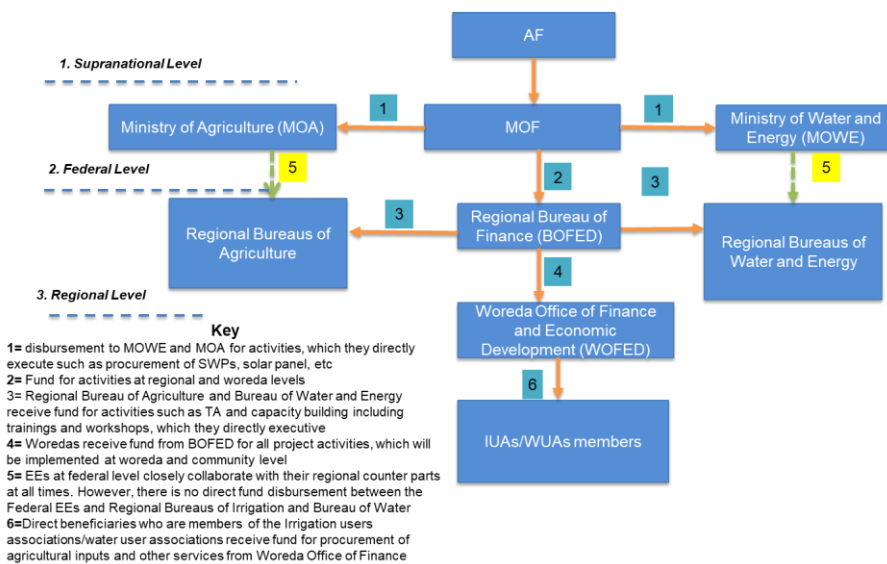 AF
1. Supranational Level
1
1
Ministry of Agriculture (MOA)
MOF
Ministry of Water and
Energy (MOWE)
5
2
3
5
2. Federal Level
Regional Bureaus of
Agriculture
3
Regional Bureau of
Finance (BOFED)
Regional Bureaus of
Water and Energy
4
3. Regional Level
Woreda Office of Finance
and Economic
Development (WOFED)
6
IUAs/WUAs members
Key
1= disbursement to MOWE and MOA for activities, which they directly
execute such as procurement of SWPs, solar panel, etc
2= Fund for activities at regional and woreda levels
3= Regional Bureau of Agriculture and Bureau of Water and Energy
receive fund for activities such as TA and capacity building including
trainings and workshops, which they directly executive
4= Woredas receive fund from BOFED for all project activities, which will
be implemented at woreda and community level
5= EEs at federal level closely collaborate with their regional counter parts
at all times. However, there is no direct fund disbursement between the
Federal EEs and Regional Bureaus of Irrigation and Bureau of Water
6=Direct beneficiaries who are members of the Irrigation users
associations/water user associations receive fund for procurement of
agricultural inputs and other services from Woreda Office of Finance